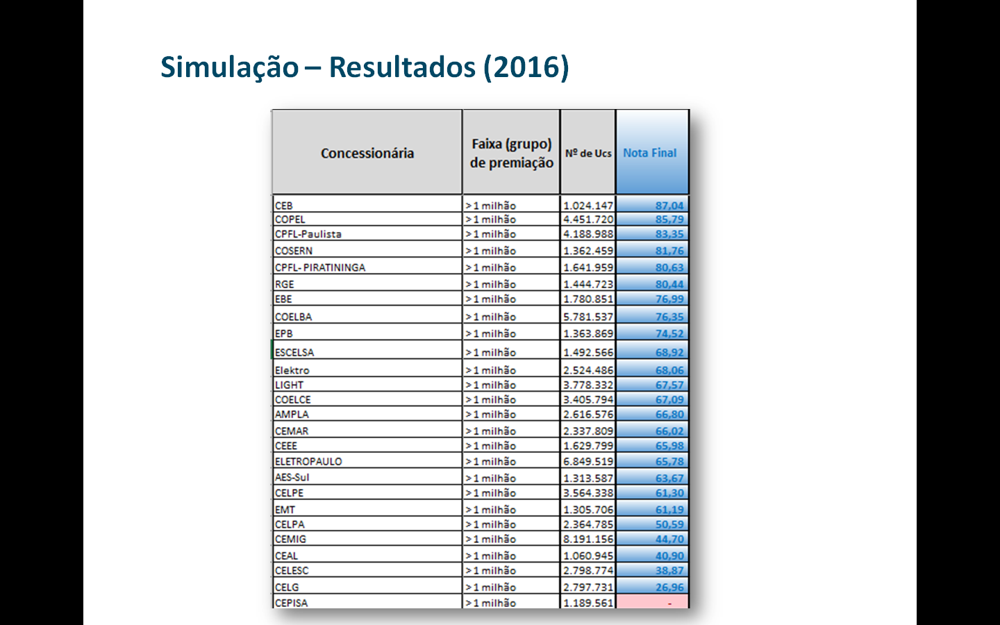 Simulação – Resultados (2016)
Concessionária Faixa (grupo) de premiação Nº de Ucs Nota Final
CEB >1 milhão 1.024.147 87,04
COPEL >1 milhão 4.451.720 85,79
CPFL-Paulista >1 milhão 4.188.988 83,35
COSERN >1 milhão 1.362.459 81,76
CPFL- PIRATININGA >1 milhão 1.641.959 80,63
RGE >1 milhão 1.444.723 80,44
EBE >1 milhão 1.780.851 76,99
COELBA >1 milhão 5.781.537 76,35
EPB >1 milhão 1.363.869 74,52
ESCELSA >1 milhão 1.492.566 68,92
Elektro >1 milhão 2.524.486 68,06
LIGHT >1 milhão 3.778.332 67,57
COELCE >1 milhão 3.405.794 67,09
AMPLA >1 milhão 2.616.576 66,80
CEMAR >1 milhão 2.337.809 66,02
CEEE >1 milhão 1.629.799 65,98
ELETROPAULO >1 milhão 6.849.519 65,78
AES-Sul >1 milhão 1.313.587 63,67
CELPE >1 milhão 3.564.338 61,30
EMT >1 milhão 1.305.706 61,19
CELPA >1 milhão 2.364.785 50,59
CEMIG >1 milhão 8.191.156 44,70
CEAL >1 milhão 1.060.945 40,90
CELESC >1 milhão 2.798.774 38,87
CELG >1 milhão 2.797.731 26,96
CEPISA >1 milhão 1.189.561 -